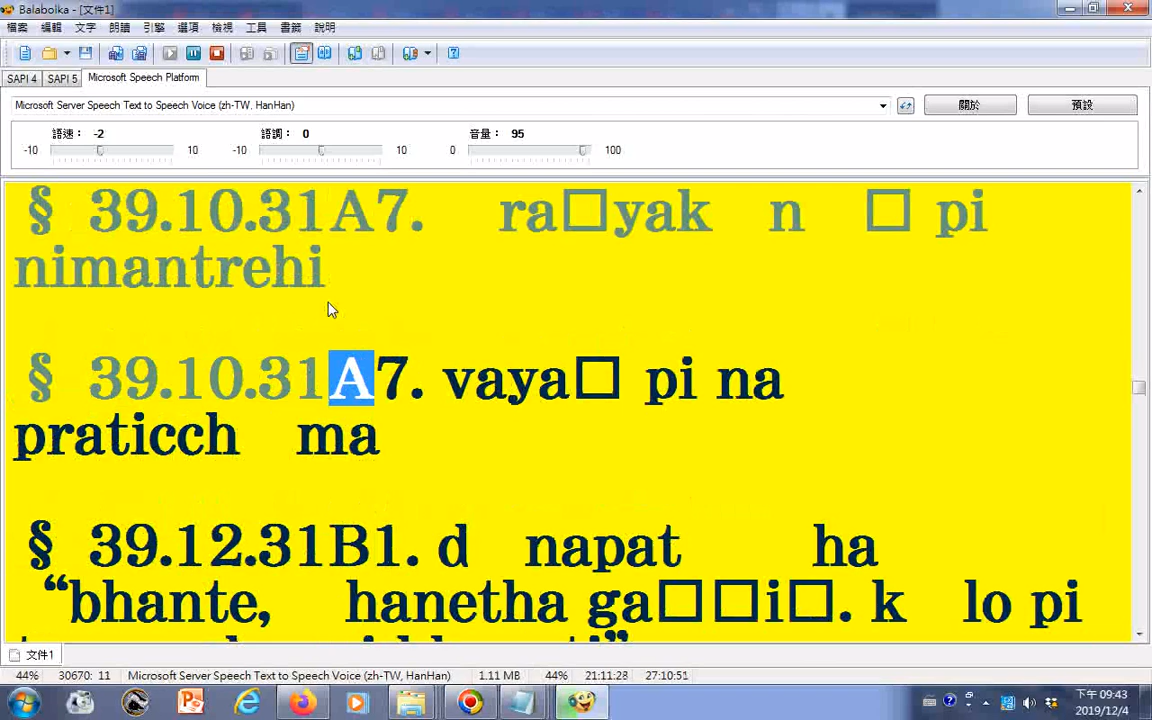 Balabolka - [文件1]
檔案 編輯 文字 朗讀 引擎 選項 檢視 工具 書籤 說明
SAPI 4 SAPI 5 Microsoft Speech Platform
Microsoft Server Speech Text to Speech Voice (zh-TW, HanHan) 關於 預設
語速： -2 語調： 0 音量： 95
-10 10 -10 10 0 100
§ 39.10.31A7. ra□yak n □ pi
nimantrehi
§ 39.10.31A7. vaya□ pi na
praticch ma
§ 39.12.31B1. d napat ha
“bhante, hanetha ga□□i□. k lo pi
文件1
44% 30670: 11 Microsoft Server Speech Text to Speech Voice (zh-TW, HanHan) 1.11 MB 44% 21:11:28 27:10:51
下午 09:43
2019/12/4